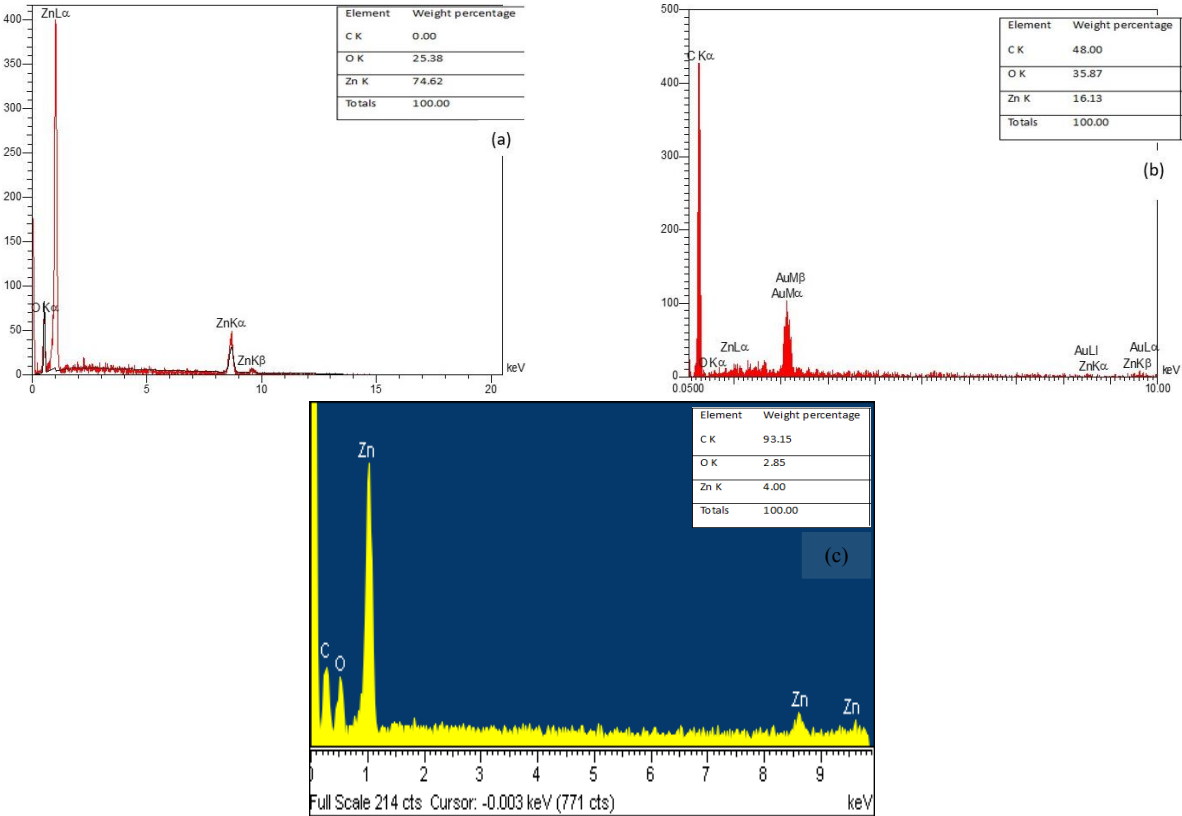 400
350
300
250
200
150
100
50
0
ZnLα
O Kα
ZnKα
ZnKβ
0 5 10 15 20 keV
Element Weight percentage
C K 0.00
O K 25.38
Zn K 74.62
Totals 100.00
(a)
500
400
300
200
100
0
C Kα
O Kα
ZnLα
AuMβ
AuMα
AuLl
ZnKα
AuLα
ZnKβ
0.0500 10.00 keV
Element Weight percentage
C K 48.00
O K 35.87
Zn K 16.13
Totals 100.00
(b)
Element Weight percentage
C K 93.15
O K 2.85
Zn K 4.00
Totals 100.00
(c)
Zn
C
O
Zn
Zn
0 1 2 3 4 5 6 7 8 9
Full Scale 214 cts Cursor: -0.003 keV (771 cts) keV